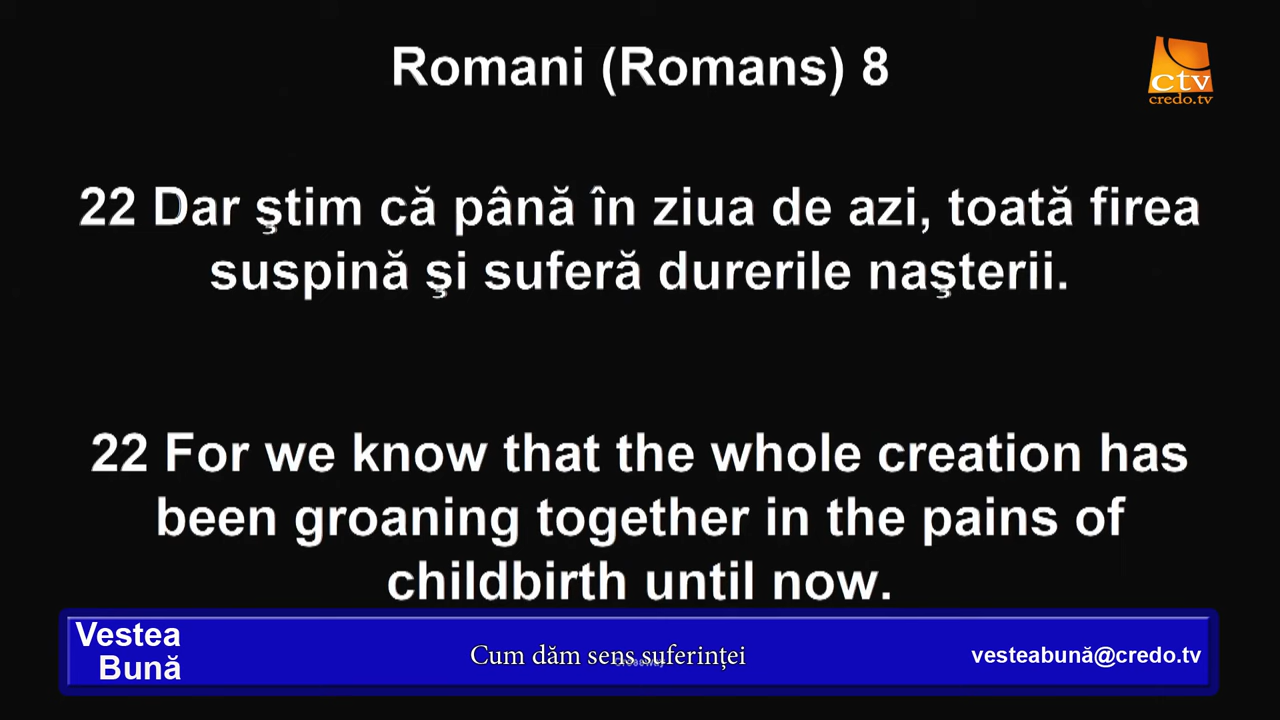 Romani (Romans) 8
ctv
credo.tv
22 Dar ştim că până în ziua de azi, toată firea
suspină şi suferă durerile naşterii.
22 For we know that the whole creation has
been groaning together in the pains of
childbirth until now.
Vestea
Bună
Cum dăm sens suferinței
vesteabună@credo.tv